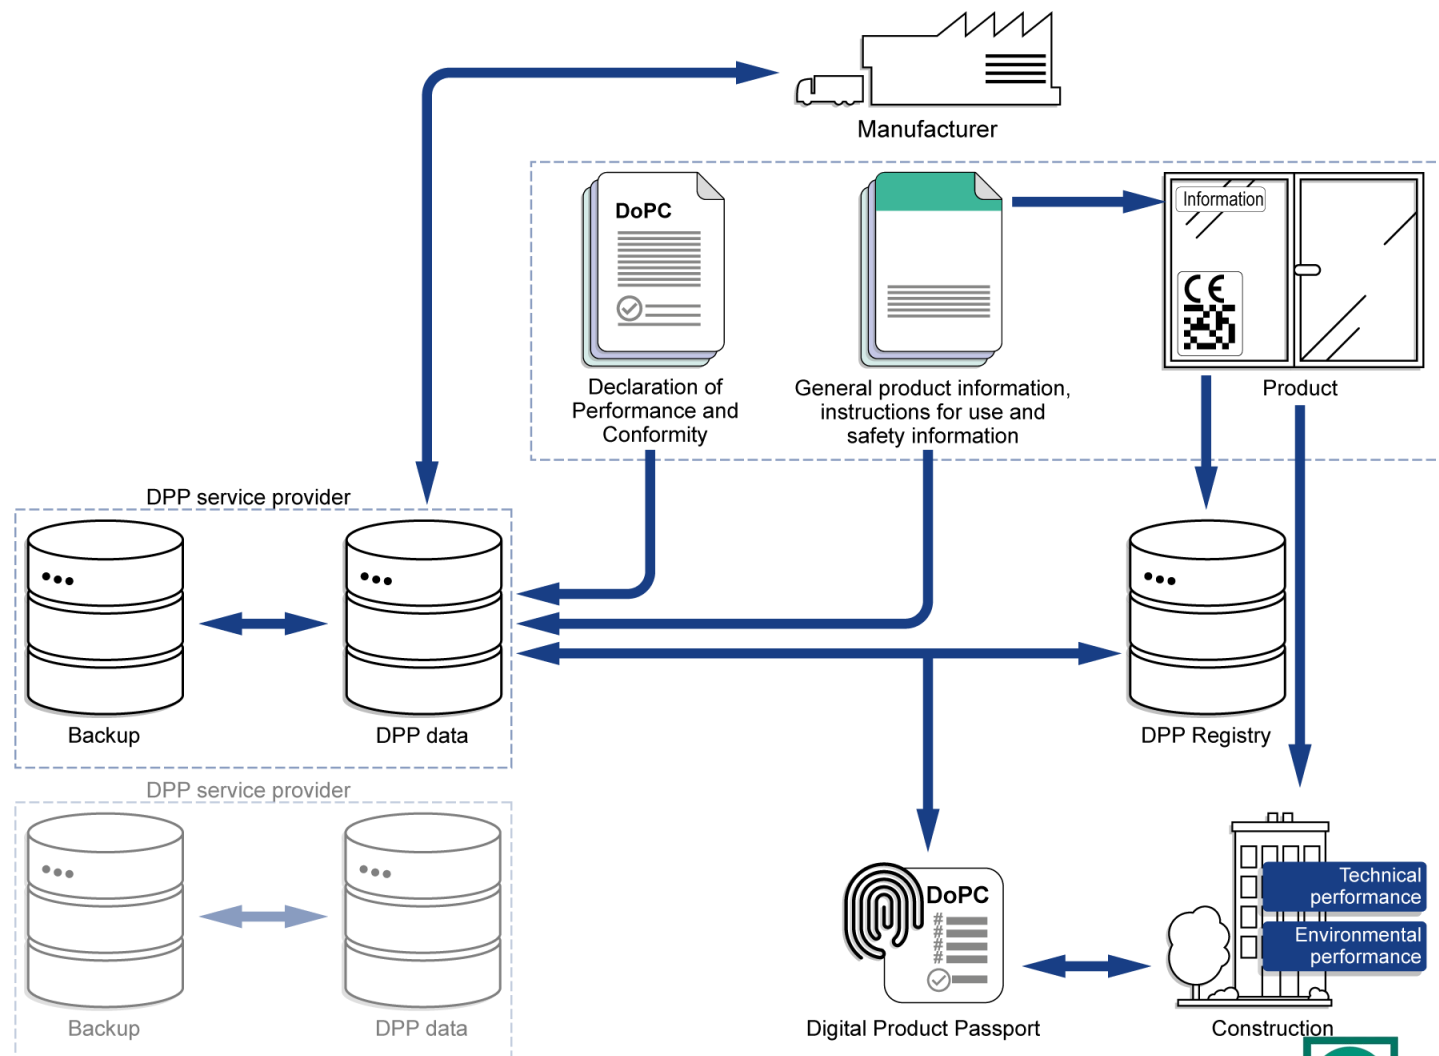 Manufacturer
DoPC
Information
CE
Declaration of
Performance and
Conformity
General product information,
instructions for use and
safety information
Product
DPP service provider
Backup
DPP data
DPP Registry
DPP service provider
Backup
DPP data
DoPC
#
#
#
#
Technical
performance
Environmental
performance
Digital Product Passport
Construction